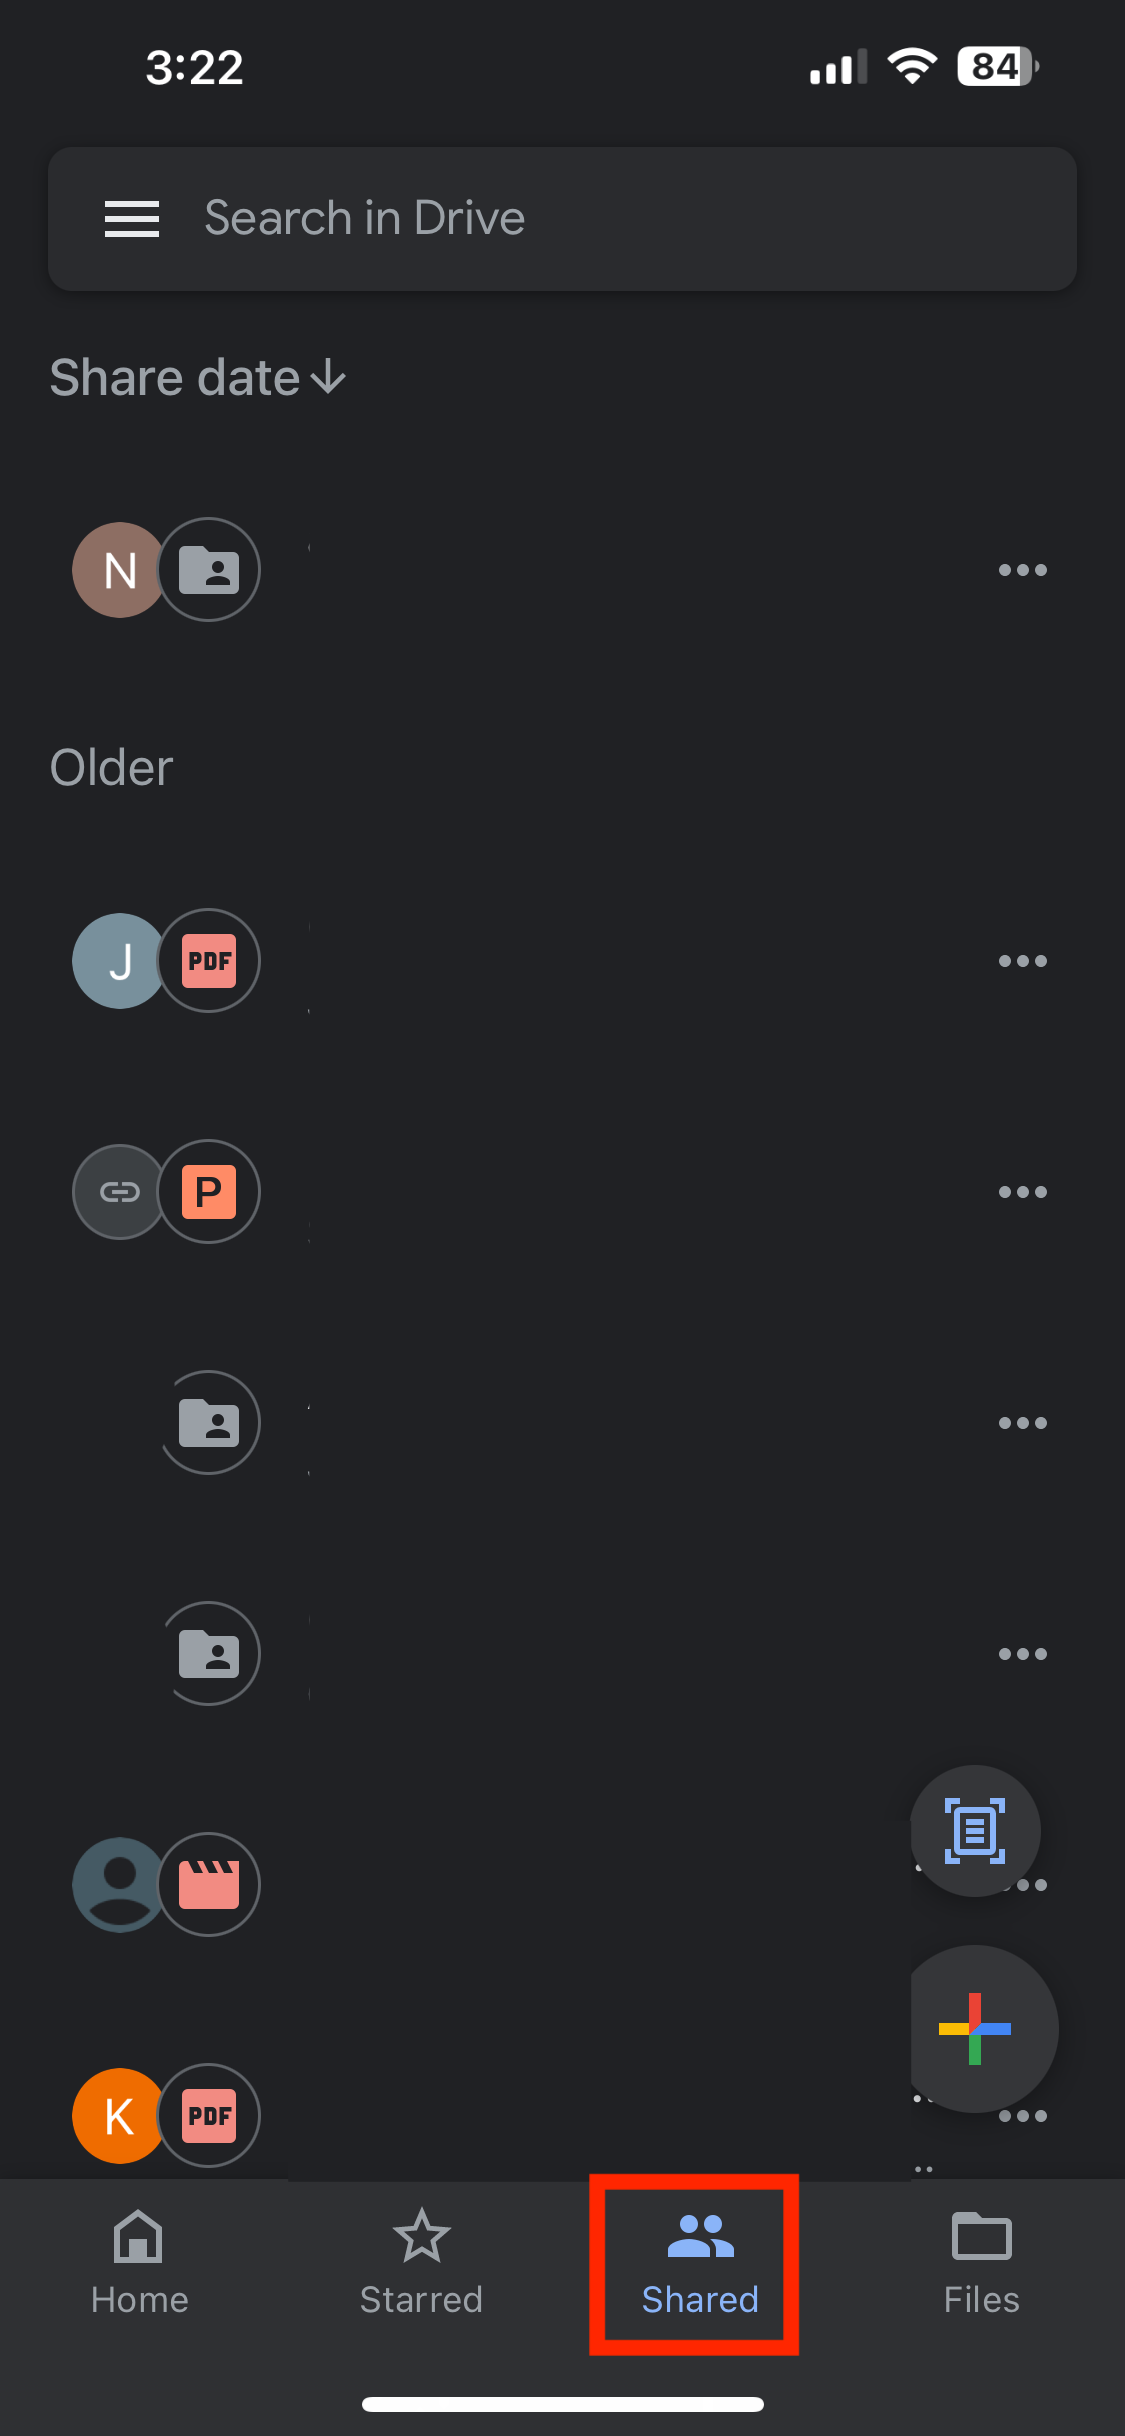 3:22
84
Search in Drive
Share date
N
Older
J
PDF
P
K
PDF
Home
Starred
Shared
Files